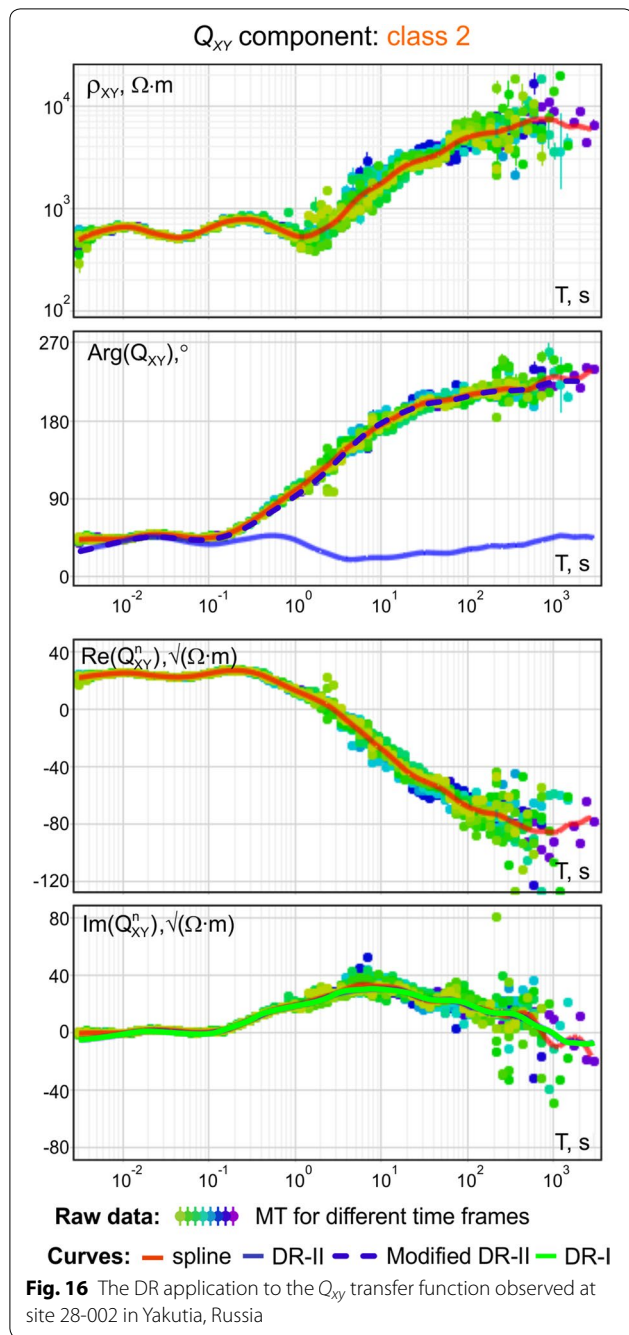 Q_XY component: class 2
ρ_XY, Ω·m
10^4
10^3
10^2
T, s
Arg(Q_XY),°
270
180
90
0
T, s
10^-2 10^-1 10^0 10^1 10^2 10^3
Re(Q^n_XY),√(Ω·m)
40
0
-40
-80
-120
T, s
Im(Q^n_XY),√(Ω·m)
80
40
0
-40
-80
T, s
10^-2 10^-1 10^0 10^1 10^2 10^3
Raw data: MT for different time frames
Curves: spline DR-II Modified DR-II DR-I
Fig. 16 The DR application to the Q_xy transfer function observed at
site 28-002 in Yakutia, Russia